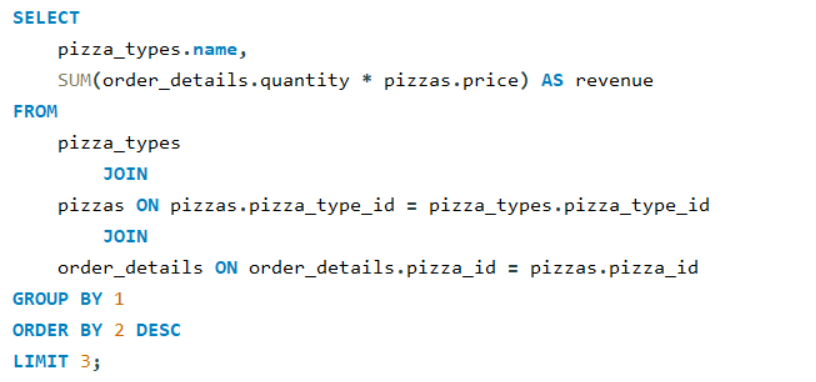 SELECT
pizza_types.name,
SUM(order_details.quantity * pizzas.price) AS revenue
FROM
pizza_types
JOIN
pizzas ON pizzas.pizza_type_id = pizza_types.pizza_type_id
JOIN
order_details ON order_details.pizza_id = pizzas.pizza_id
GROUP BY 1
ORDER BY 2 DESC
LIMIT 3;